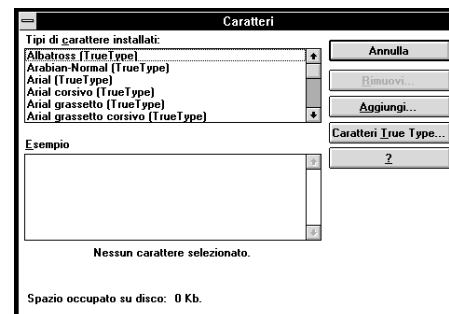 Caratteri
Tipi di carattere installati:
Albatross (TrueType)
Arabian-Normal (TrueType)
Arial (TrueType)
Arial corsivo (TrueType)
Arial grassetto (TrueType)
Arial grassetto corsivo (TrueType)
Annulla
Rimuovi...
Aggiungi...
Caratteri True Type...
?
Esempio
Nessun carattere selezionato.
Spazio occupato su disco: 0 Kb.